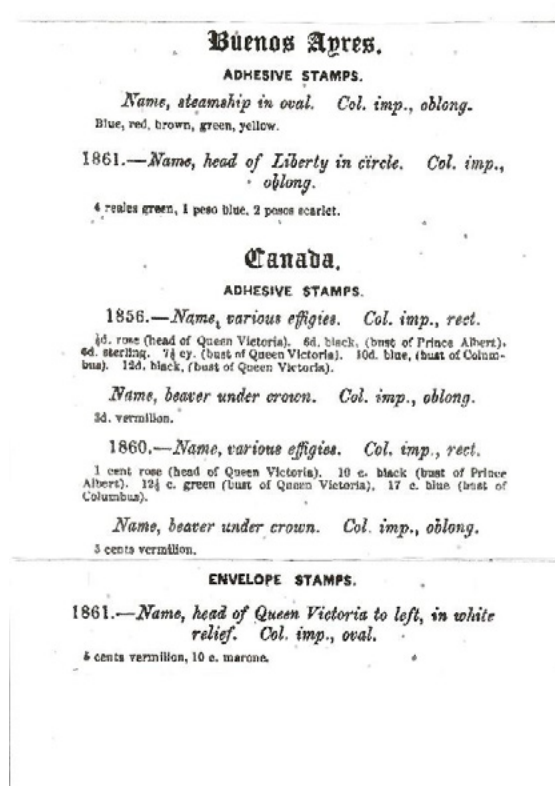 Buenos Ayres.
ADHESIVE STAMPS.
Name, steamship in oval. Col. imp., oblong.
Blue, red, brown, green, yellow.
1861.—Name, head of Liberty in circle. Col. imp.,
oblong.
4 reales green, 1 peso blue, 2 pesos scarlet.
Canada.
ADHESIVE STAMPS.
1856.—Name, various effigies. Col. imp., rect.
½d. rose (head of Queen Victoria). 6d. black, (bust of Prince Albert).
6d. sterling. 7½ cy. (bust of Queen Victoria). 10d. blue, (bust of Colum-
bus). 12d. black, (bust of Queen Victoria).
Name, beaver under crown. Col. imp., oblong.
3d. vermilion.
1860.—Name, various effigies. Col. imp., rect.
1 cent rose (head of Queen Victoria). 10 c. black (bust of Prince
Albert). 12½ c. green (bust of Queen Victoria). 17 c. blue (bust of
Columbus).
Name, beaver under crown. Col. imp., oblong.
5 cents vermilion.
ENVELOPE STAMPS.
1861.—Name, head of Queen Victoria to left, in white
relief. Col. imp., oval.
5 cents vermilion, 10 c. marone.